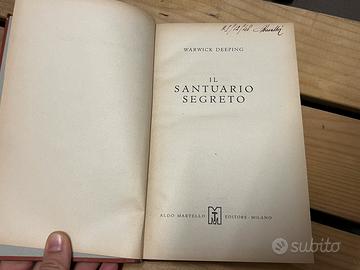 WARWICK DEEPING
IL
SANTUARIO
SEGRETO
ALDO MARTELLO EDITORE - MILANO
subito